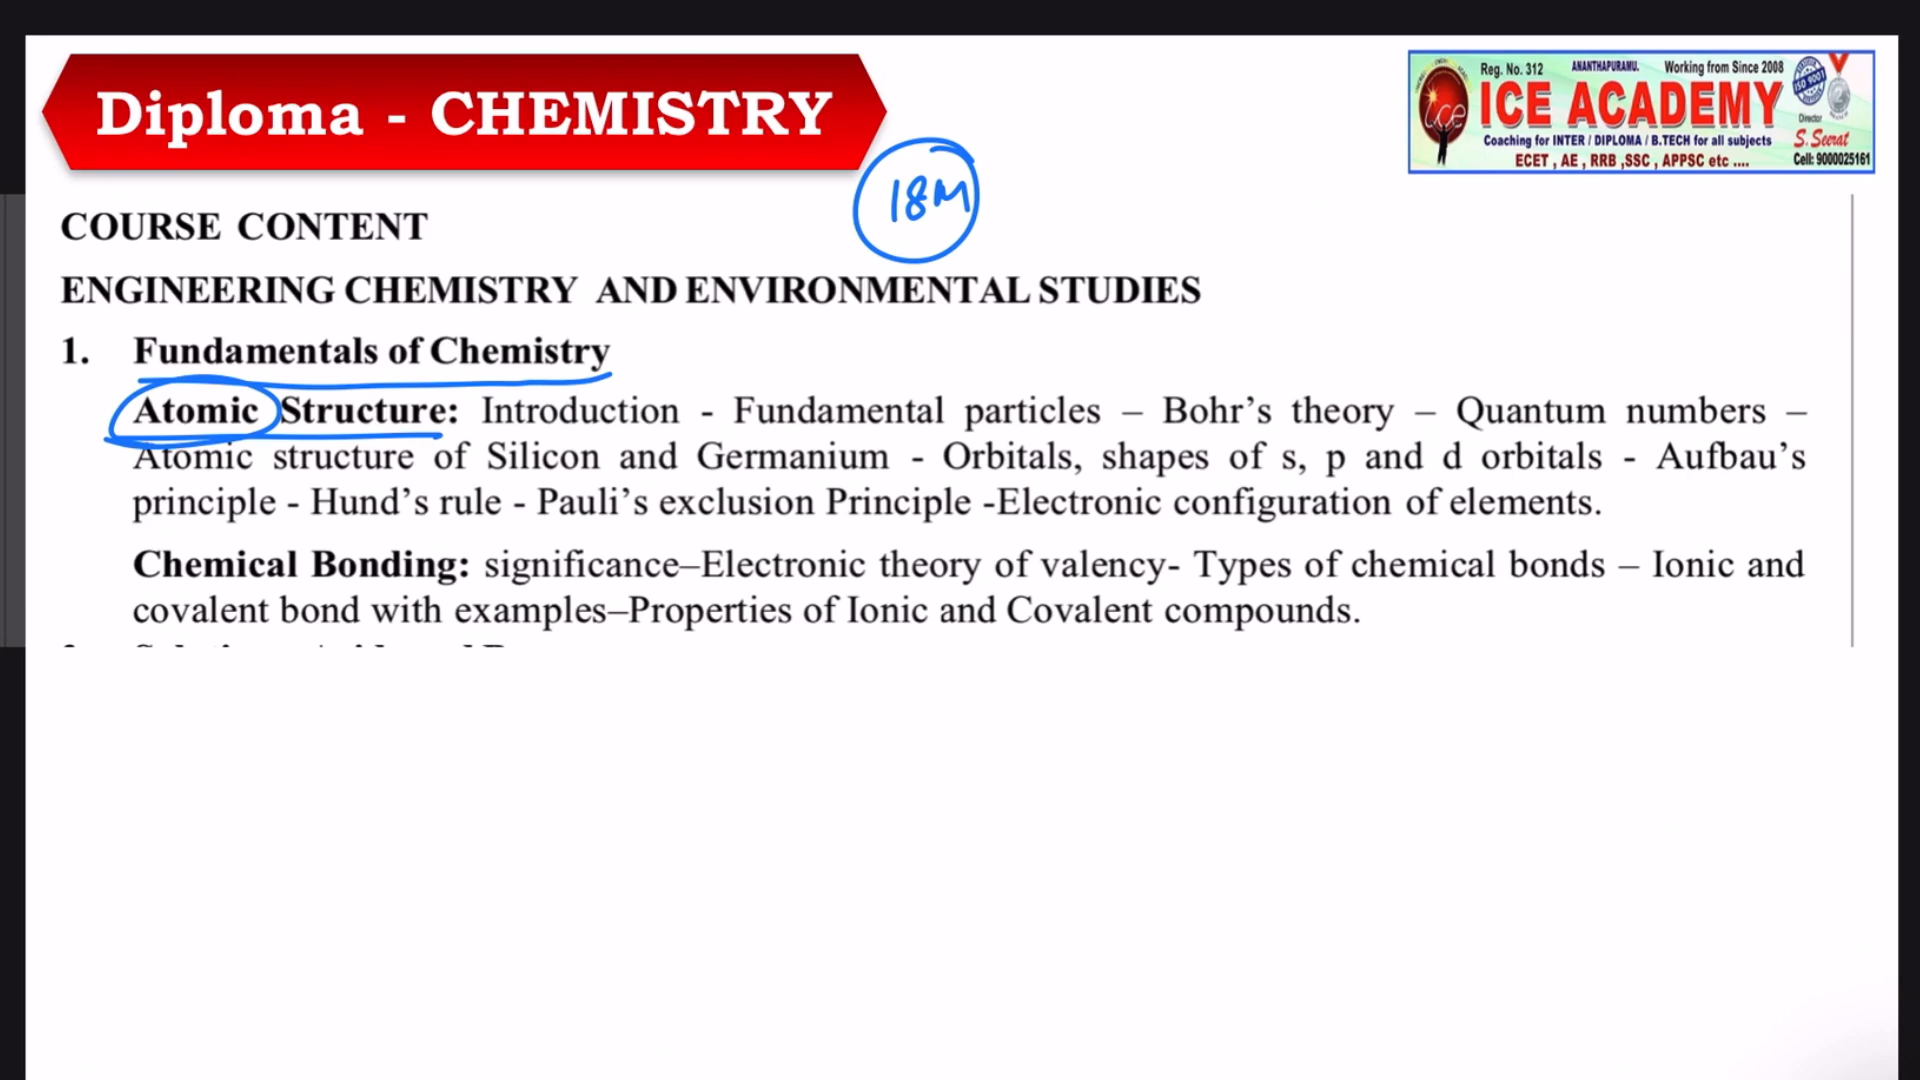 Diploma - CHEMISTRY
Reg. No. 312 ANANTHAPURAMU. Working from Since 2008
ICE ACADEMY
ISO 9001
Director
Coaching for INTER / DIPLOMA / B.TECH for all subjects
S. Seerat
ECET , AE , RRB ,SSC , APPSC etc ....
Cell: 9000025161
ice
18M
COURSE CONTENT
ENGINEERING CHEMISTRY AND ENVIRONMENTAL STUDIES
1. Fundamentals of Chemistry
Atomic Structure: Introduction - Fundamental particles – Bohr’s theory – Quantum numbers –
Atomic structure of Silicon and Germanium - Orbitals, shapes of s, p and d orbitals - Aufbau’s
principle - Hund’s rule - Pauli’s exclusion Principle -Electronic configuration of elements.
Chemical Bonding: significance–Electronic theory of valency- Types of chemical bonds – Ionic and
covalent bond with examples–Properties of Ionic and Covalent compounds.